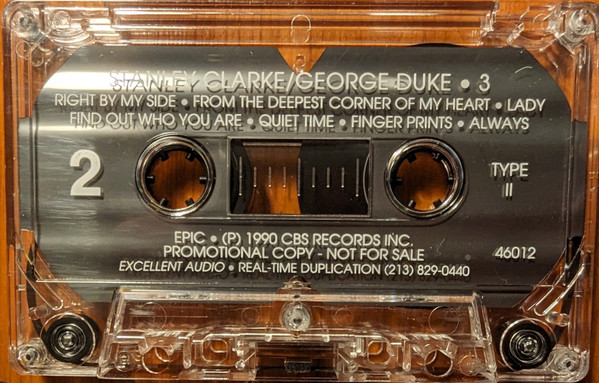 STANLEY CLARKE/GEORGE DUKE • 3
RIGHT BY MY SIDE • FROM THE DEEPEST CORNER OF MY HEART • LADY
FIND OUT WHO YOU ARE • QUIET TIME • FINGER PRINTS • ALWAYS
2
TYPE
II
EPIC • (P) 1990 CBS RECORDS INC.
PROMOTIONAL COPY - NOT FOR SALE
46012
EXCELLENT AUDIO • REAL-TIME DUPLICATION (213) 829-0440